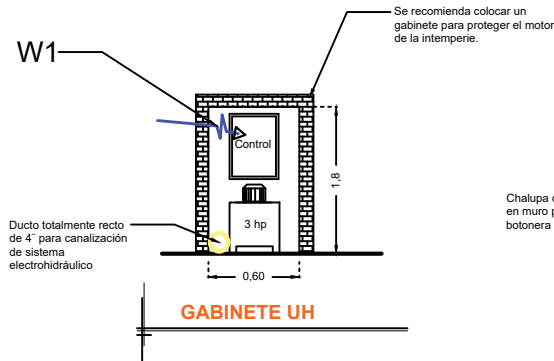 Se recomienda colocar un
gabinete para proteger el motor
de la intemperie.
W1
Control
1,8
3 hp
Ducto totalmente recto
de 4¨ para canalización
de sistema
electrohidráulico
0,60
Chalupa
en muro
botonera
GABINETE UH